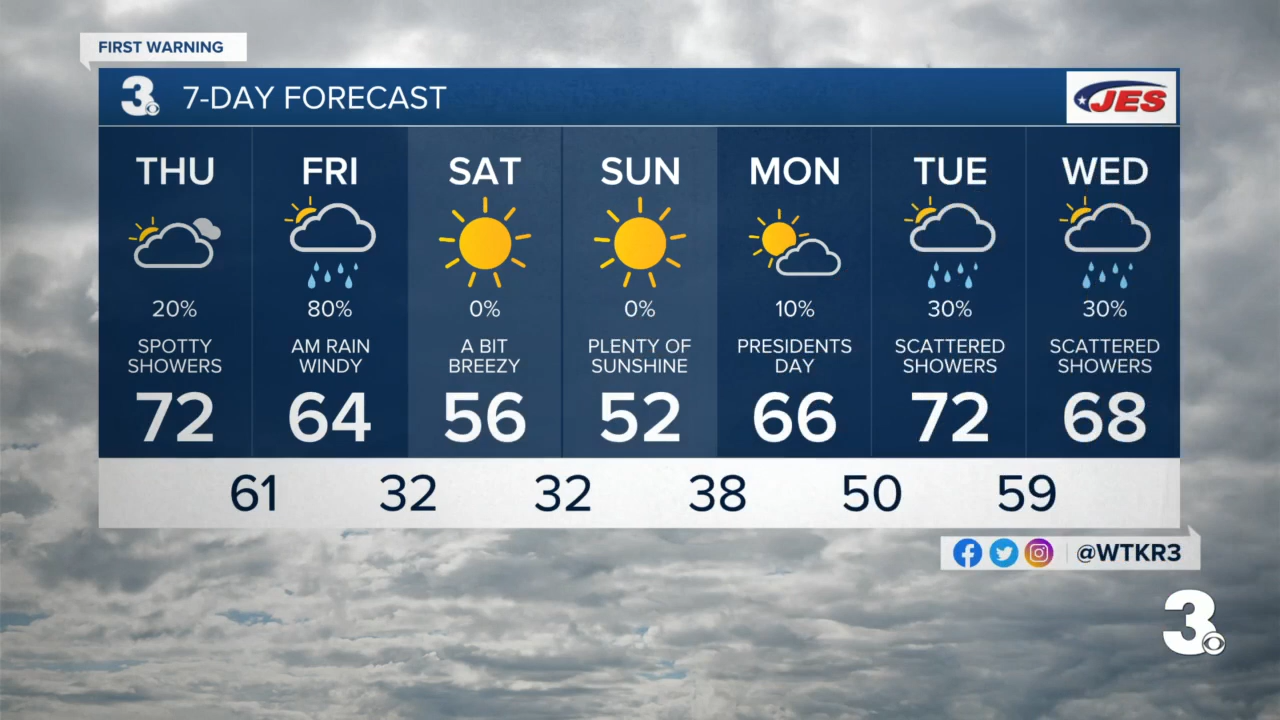 FIRST WARNING
3 7-DAY FORECAST JES
THU FRI SAT SUN MON TUE WED
20% 80% 0% 0% 10% 30% 30%
SPOTTY AM RAIN A BIT PLENTY OF PRESIDENTS SCATTERED SCATTERED
SHOWERS WINDY BREEZY SUNSHINE DAY SHOWERS SHOWERS
72 64 56 52 66 72 68
61 32 32 38 50 59
@WTKR3
3